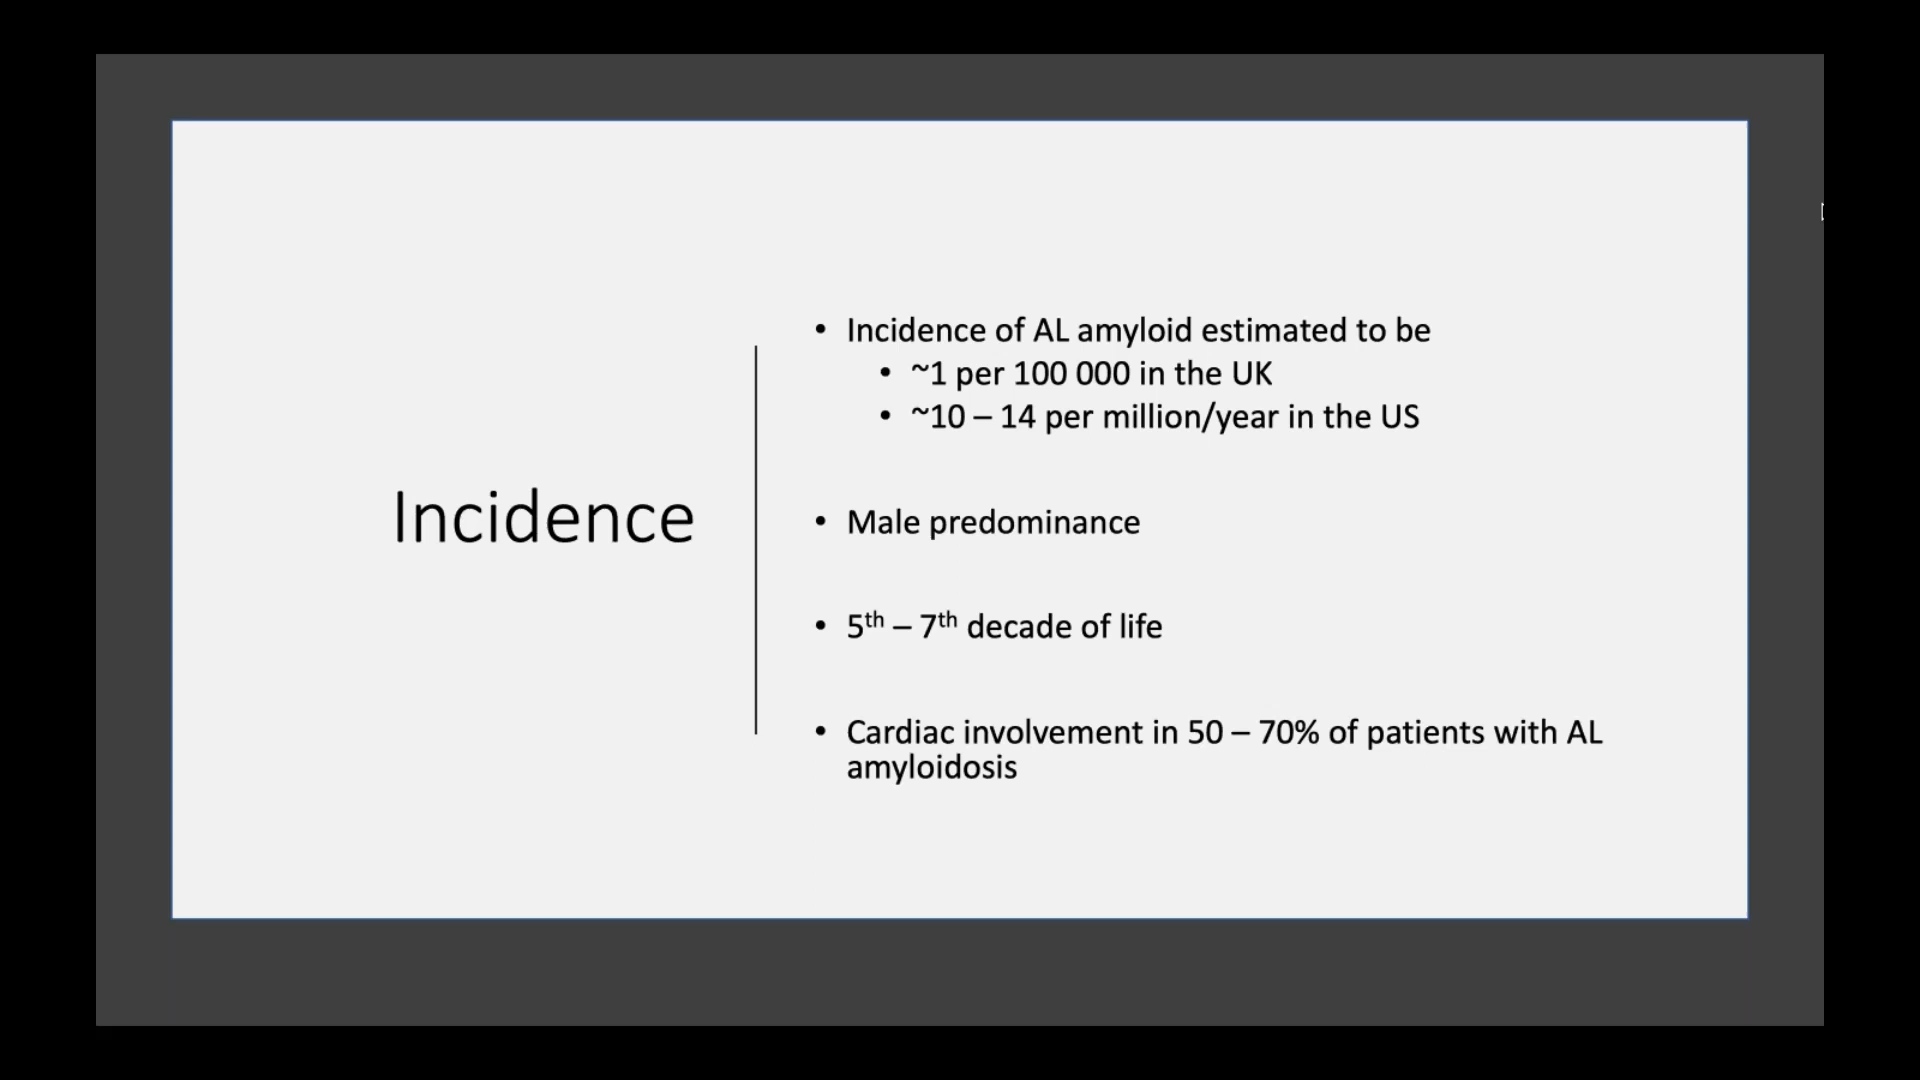 Incidence
• Incidence of AL amyloid estimated to be
• ~1 per 100 000 in the UK
• ~10 – 14 per million/year in the US
• Male predominance
• 5th – 7th decade of life
• Cardiac involvement in 50 – 70% of patients with AL
amyloidosis